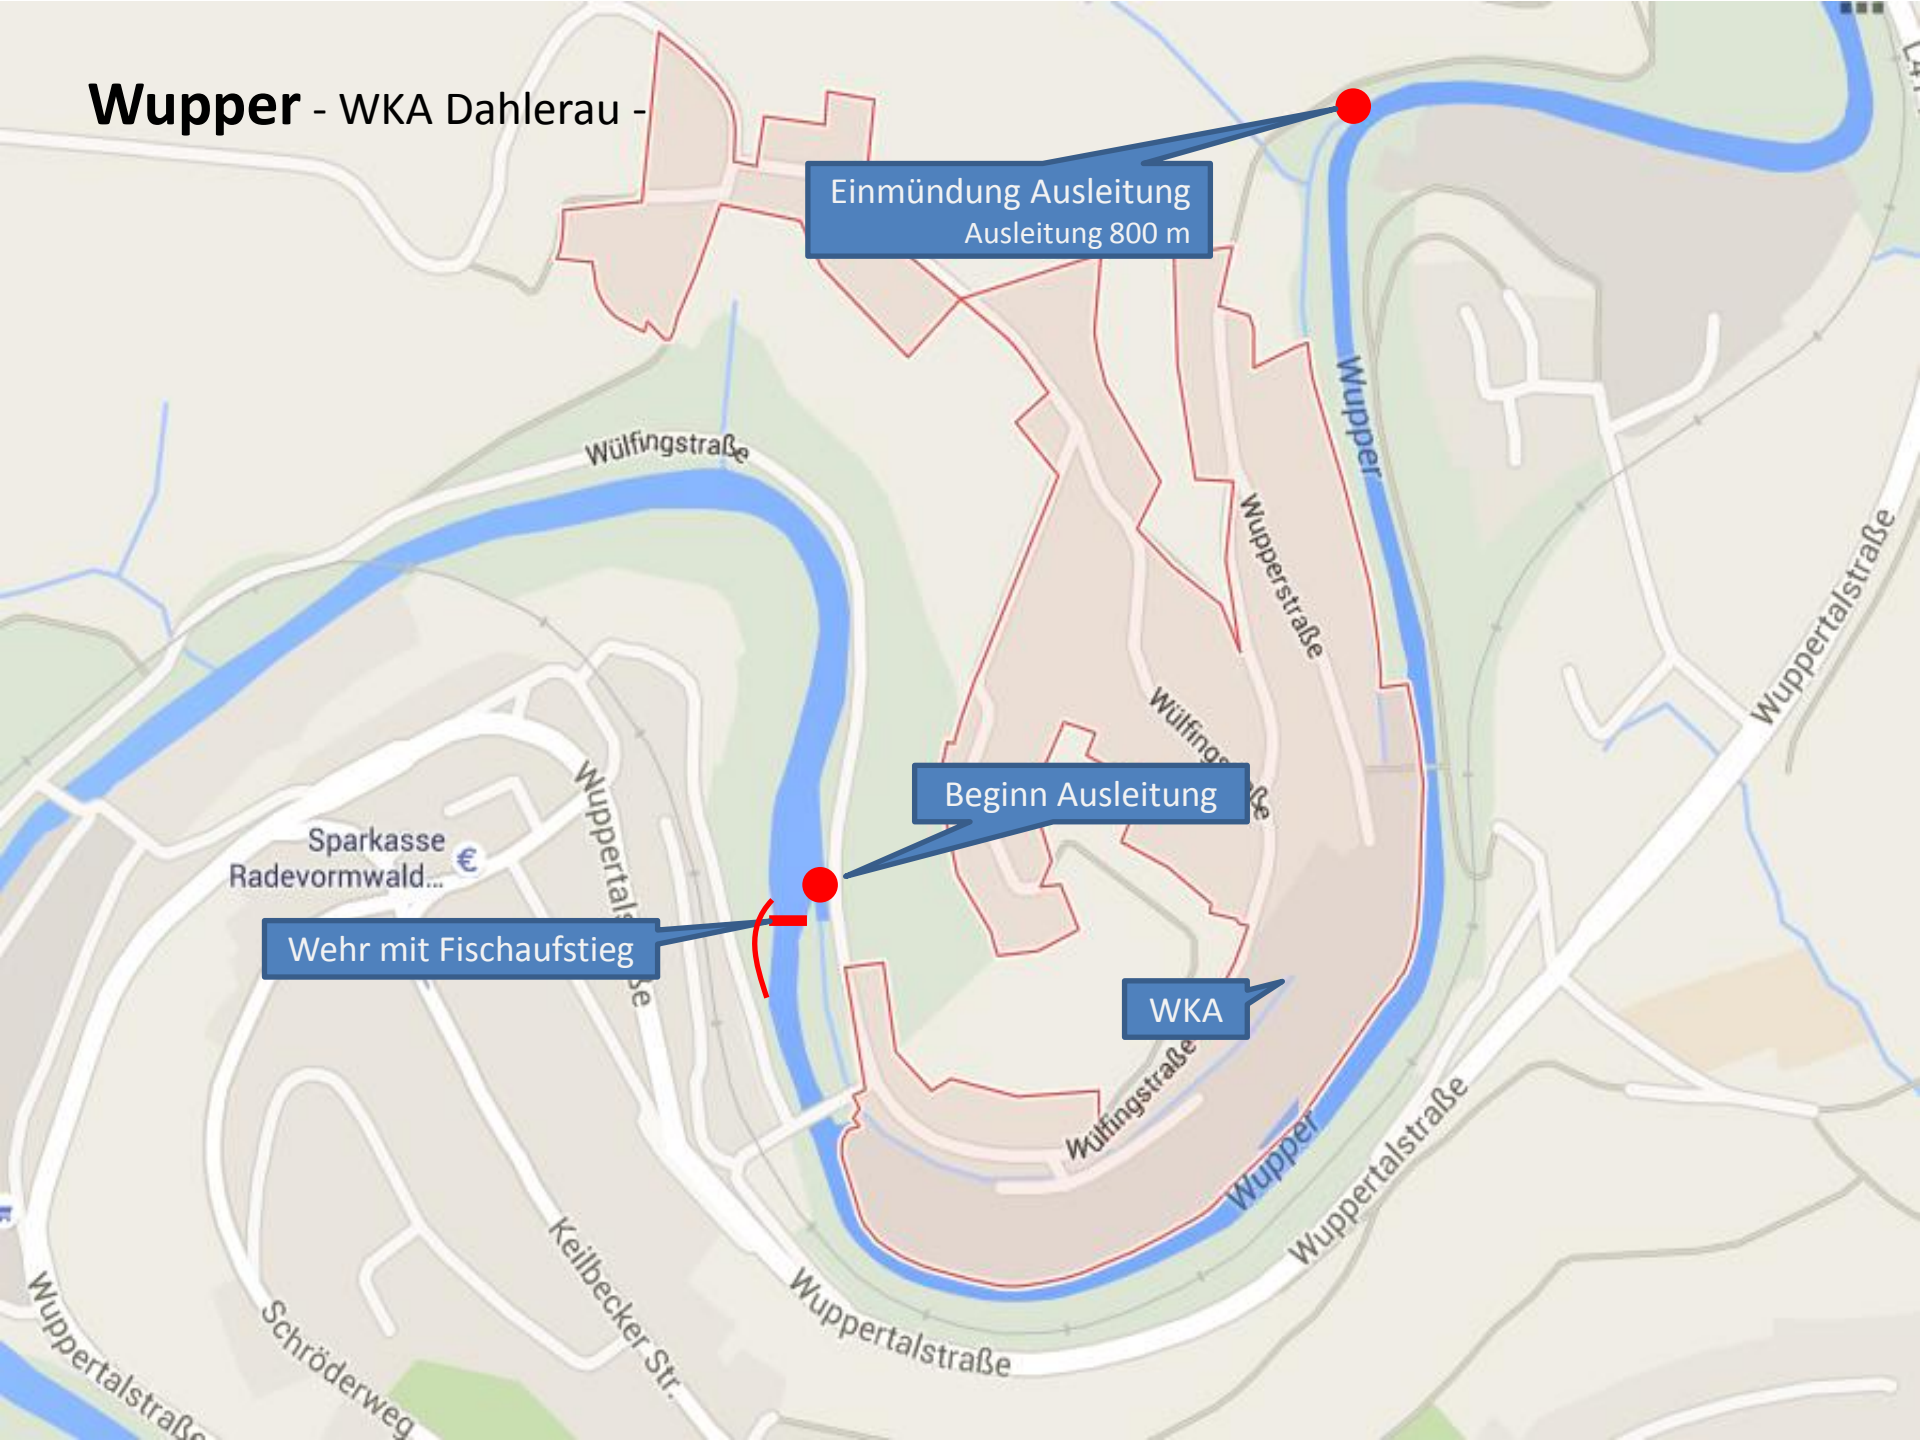 Wupper - WKA Dahlerau -
Einmündung Ausleitung
Ausleitung 800 m
Wupper
Wülfingstraße
Wupperstraße
Wuppertalstraße
Wülfingstraße
Beginn Ausleitung
Wuppertalstraße
Sparkasse
Radevormwald...
€
Wehr mit Fischaufstieg
WKA
Wülfingstraße
Wupper
Wuppertalstraße
Keilbecker Str.
Wuppertalstraße
Schröderweg
Wuppertalstraße